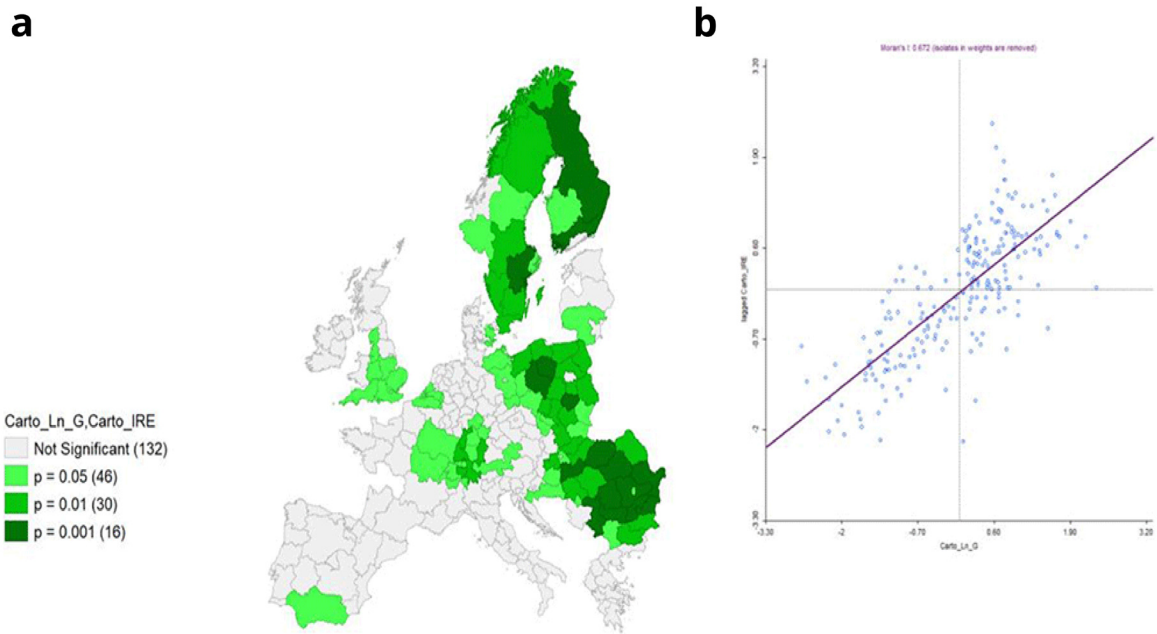 a
b
Moran's I: 0.672 (isolates in weights are removed)
Carto_Ln_G,Carto_IRE
Not Significant (132)
p = 0.05 (46)
p = 0.01 (30)
p = 0.001 (16)
lagged Carto_IRE
3.20
1.90
0.60
-0.70
-2
-3.30
-3.30
-2
-0.70
0.60
1.90
3.20
Carto_Ln_G